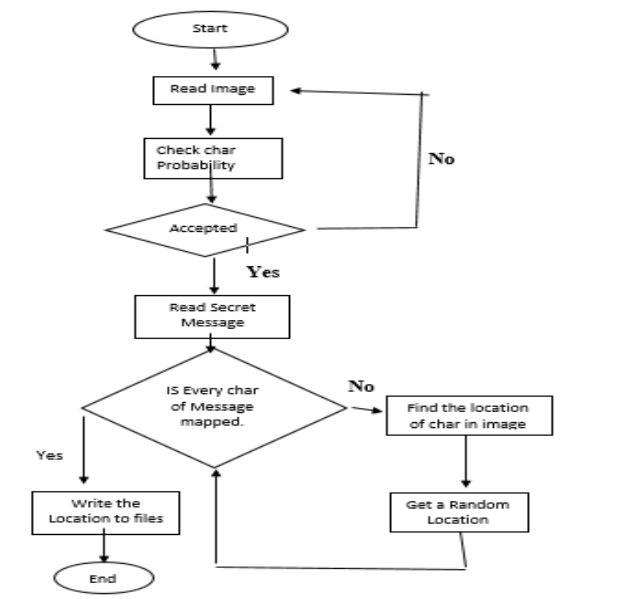 Start
Read Image
Check char
Probability
No
Accepted
Yes
Read Secret
Message
IS Every char
of Message
mapped.
No
Find the location
of char in image
Yes
Write the
Location to files
Get a Random
Location
End